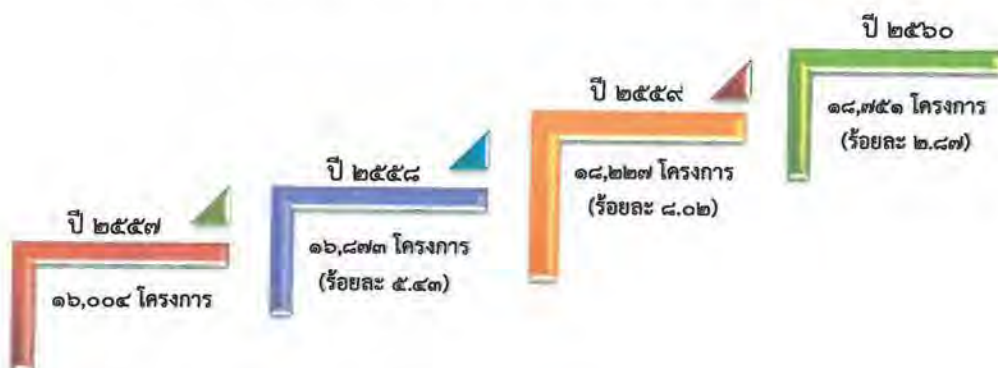 ปี ๒๕๕๗
๑๖,๐๐๔ โครงการ
ปี ๒๕๕๘
๑๖,๘๗๓ โครงการ
(ร้อยละ ๕.๔๓)
ปี ๒๕๕๙
๑๘,๒๒๗ โครงการ
(ร้อยละ ๘.๐๒)
ปี ๒๕๖๐
๑๘,๗๕๑ โครงการ
(ร้อยละ ๒.๘๗)